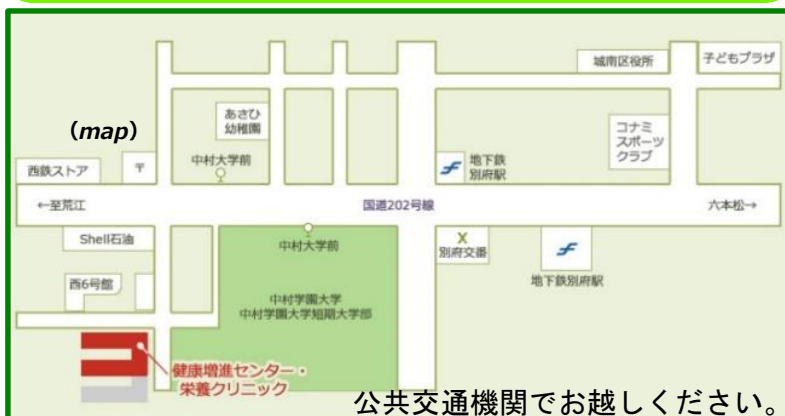 城南区役所
子どもプラザ
(map)
あさひ
幼稚園
コナミ
スポーツ
クラブ
西鉄ストア
〒
中村大学前
地下鉄
別府駅
←至荒江
国道202号線
六本松→
Shell石油
中村大学前
X
別府交番
地下鉄別府駅
西6号館
中村学園大学
中村学園大学短期大学部
健康増進センター・
栄養クリニック
公共交通機関でお越しください。